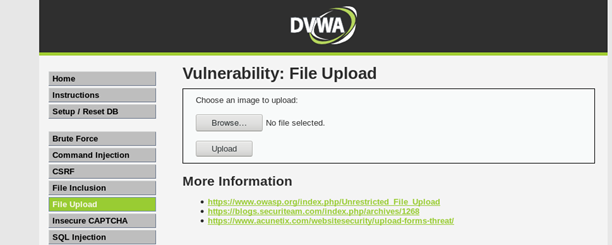 DVWA
Home
Instructions
Setup / Reset DB
Brute Force
Command Injection
CSRF
File Inclusion
File Upload
Insecure CAPTCHA
SQL Injection
Vulnerability: File Upload
Choose an image to upload:
Browse... No file selected.
Upload
More Information
https://www.owasp.org/index.php/Unrestricted_File_Upload
https://blogs.securiteam.com/index.php/archives/1268
https://www.acunetix.com/websitesecurity/upload-forms-threat/